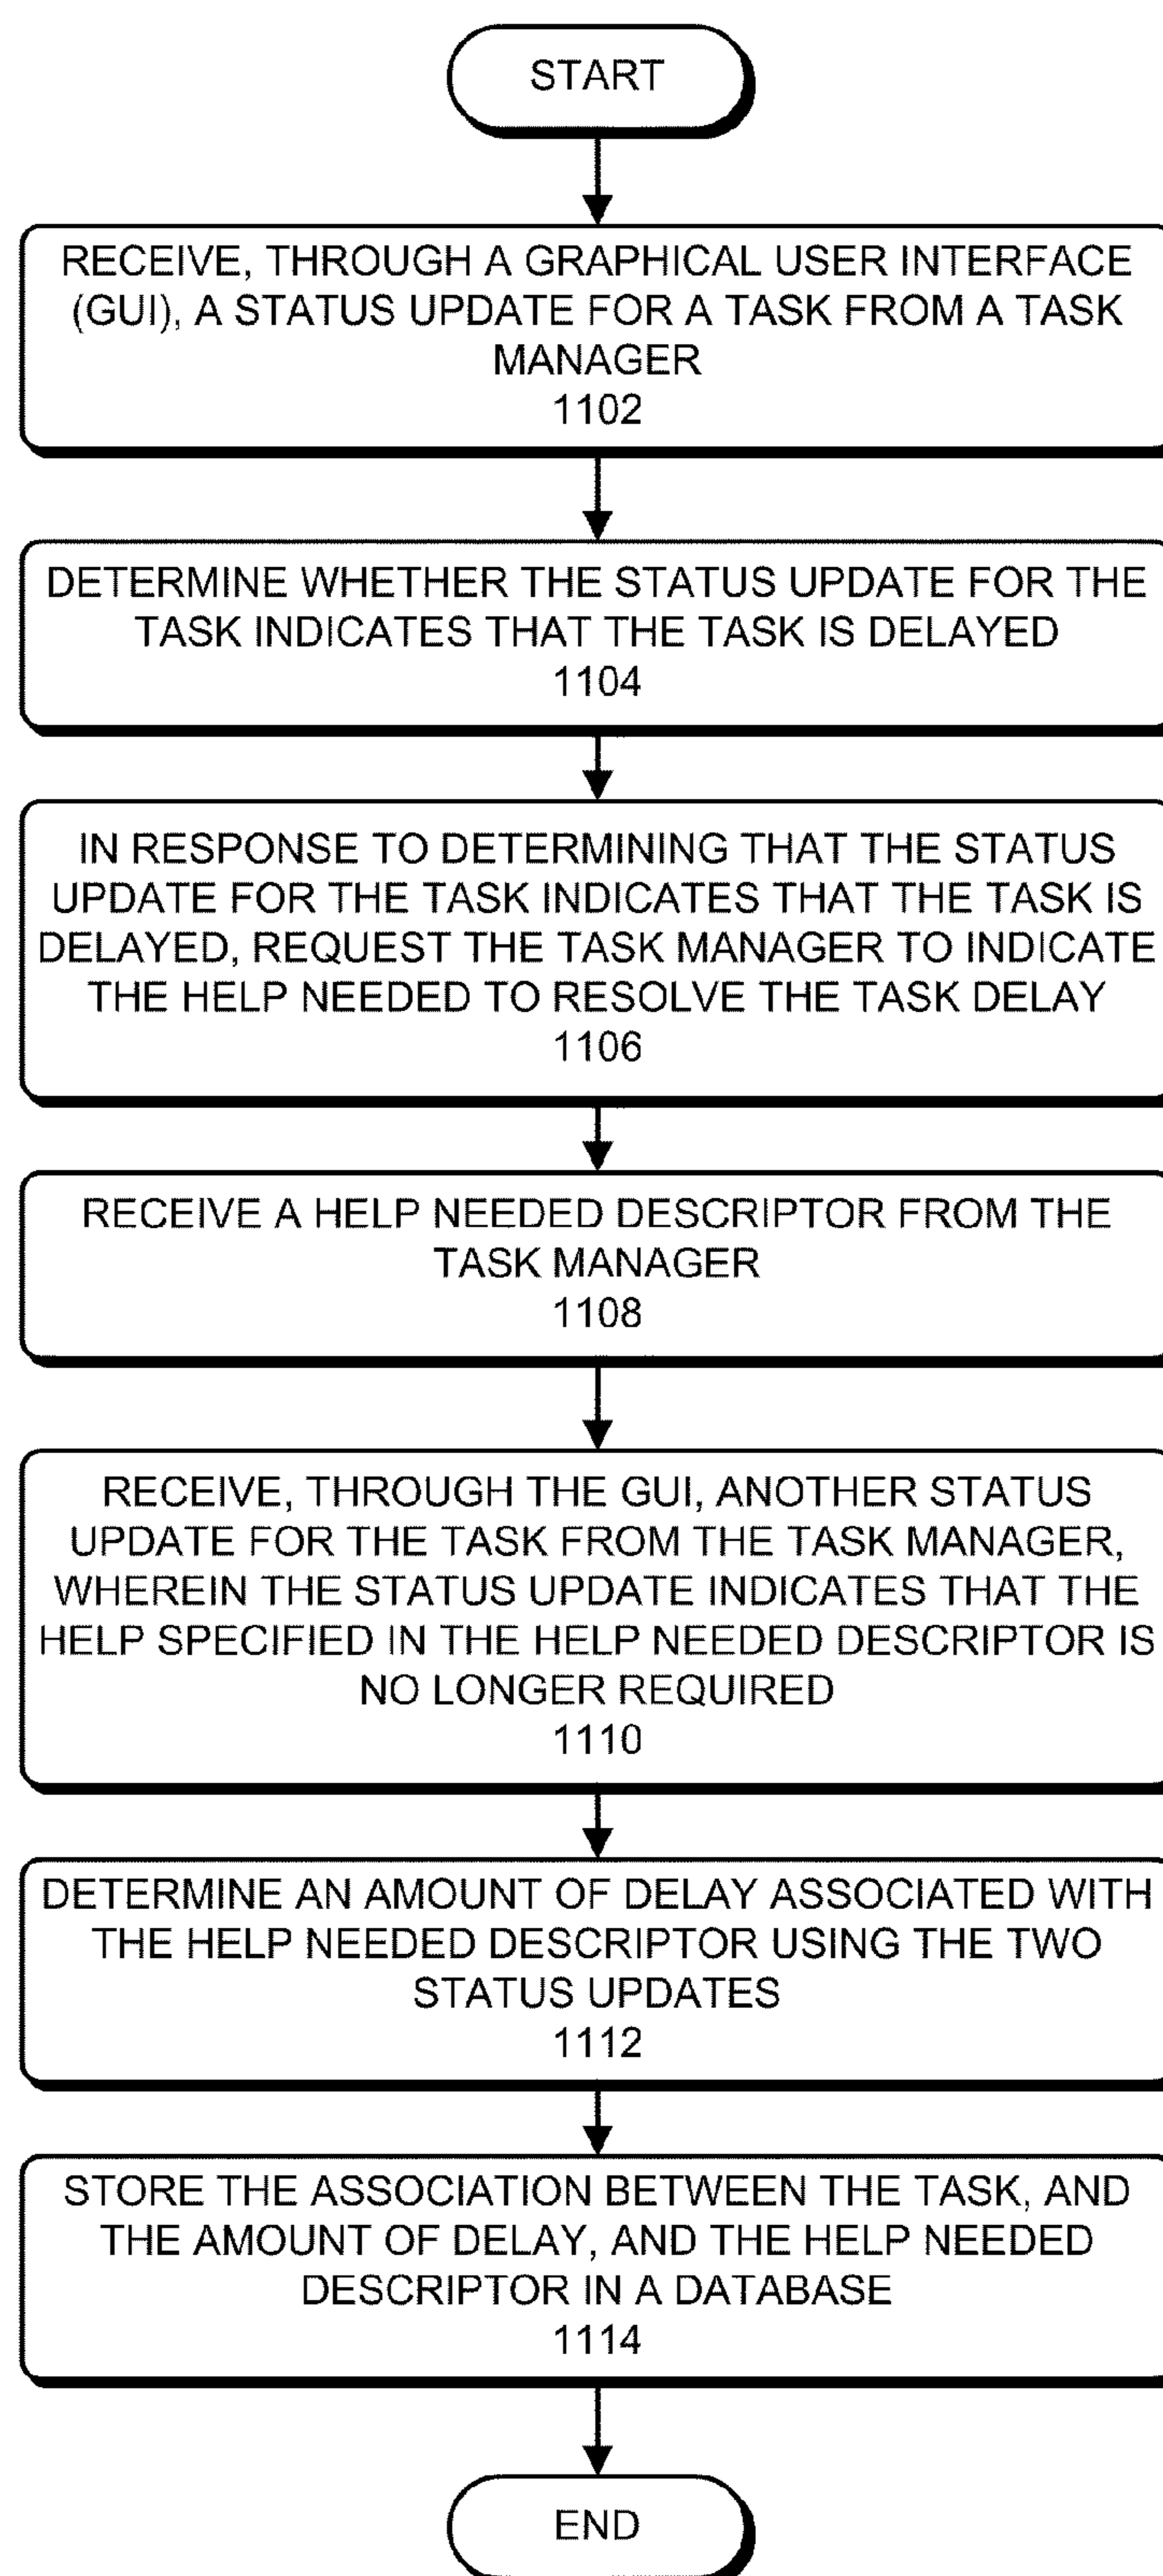 START
RECEIVE, THROUGH A GRAPHICAL USER INTERFACE
(GUI), A STATUS UPDATE FOR A TASK FROM A TASK
MANAGER
1102
DETERMINE WHETHER THE STATUS UPDATE FOR THE
TASK INDICATES THAT THE TASK IS DELAYED
1104
IN RESPONSE TO DETERMINING THAT THE STATUS
UPDATE FOR THE TASK INDICATES THAT THE TASK IS
DELAYED, REQUEST THE TASK MANAGER TO INDICATE
THE HELP NEEDED TO RESOLVE THE TASK DELAY
1106
RECEIVE A HELP NEEDED DESCRIPTOR FROM THE
TASK MANAGER
1108
RECEIVE, THROUGH THE GUI, ANOTHER STATUS
UPDATE FOR THE TASK FROM THE TASK MANAGER,
WHEREIN THE STATUS UPDATE INDICATES THAT THE
HELP SPECIFIED IN THE HELP NEEDED DESCRIPTOR IS
NO LONGER REQUIRED
1110
DETERMINE AN AMOUNT OF DELAY ASSOCIATED WITH
THE HELP NEEDED DESCRIPTOR USING THE TWO
STATUS UPDATES
1112
STORE THE ASSOCIATION BETWEEN THE TASK, AND
THE AMOUNT OF DELAY, AND THE HELP NEEDED
DESCRIPTOR IN A DATABASE
1114
END